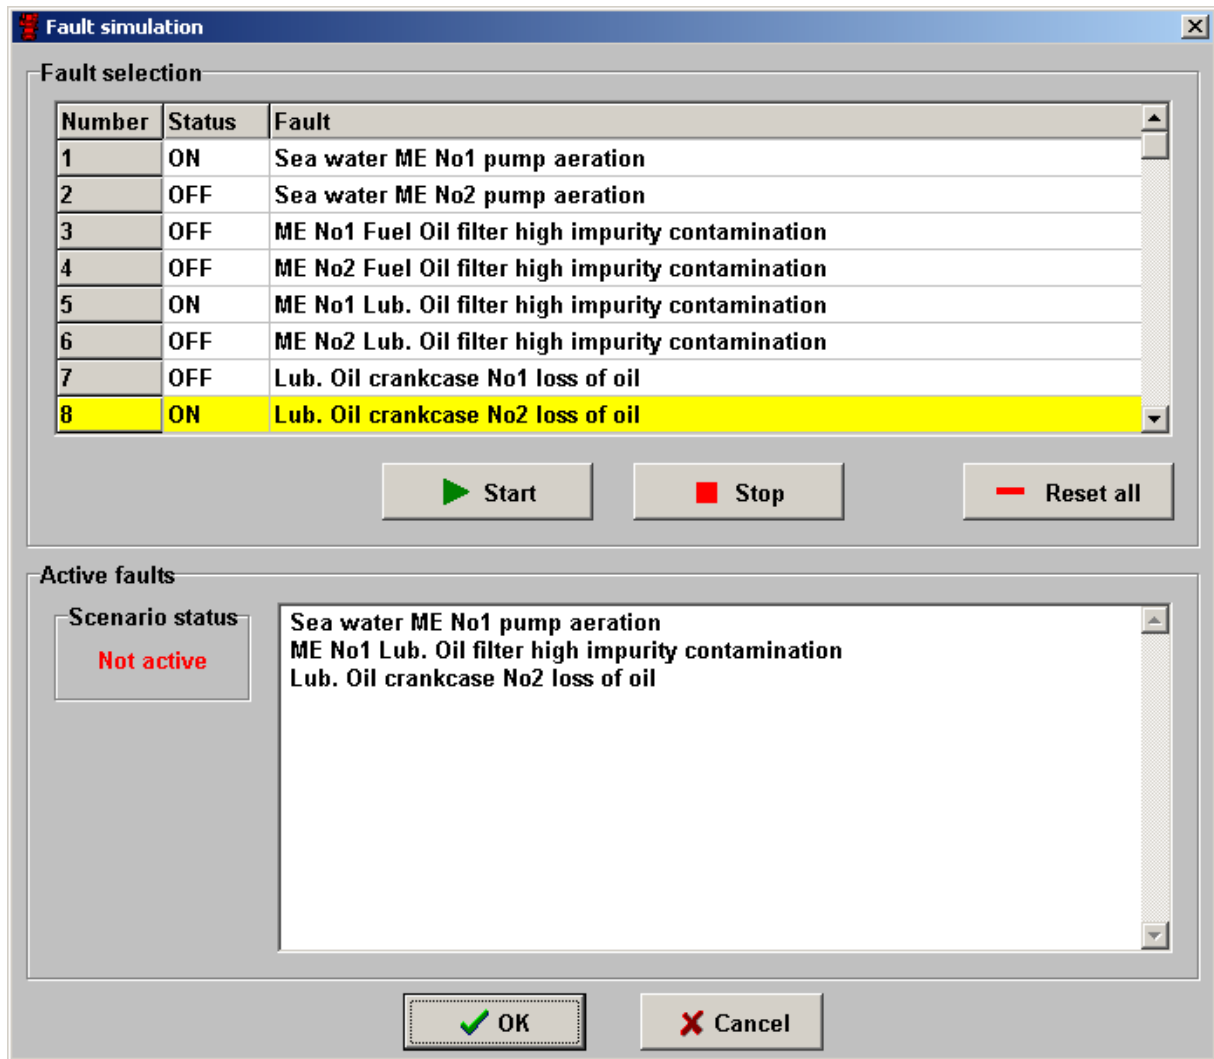 Fault simulation
Fault selection
Number Status Fault
1 ON Sea water ME No1 pump aeration
2 OFF Sea water ME No2 pump aeration
3 OFF ME No1 Fuel Oil filter high impurity contamination
4 OFF ME No2 Fuel Oil filter high impurity contamination
5 ON ME No1 Lub. Oil filter high impurity contamination
6 OFF ME No2 Lub. Oil filter high impurity contamination
7 OFF Lub. Oil crankcase No1 loss of oil
8 ON Lub. Oil crankcase No2 loss of oil
Start Stop Reset all
Active faults
Scenario status
Not active
Sea water ME No1 pump aeration
ME No1 Lub. Oil filter high impurity contamination
Lub. Oil crankcase No2 loss of oil
OK Cancel